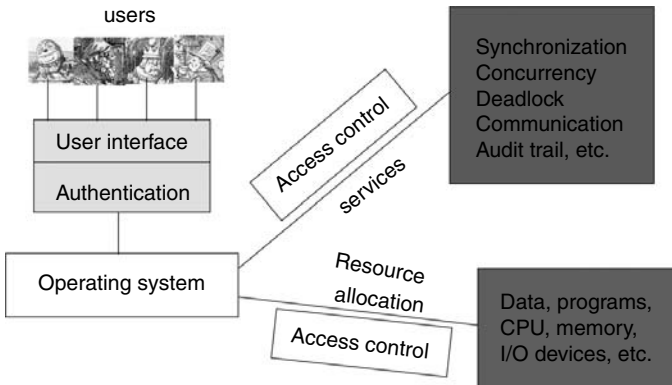 users
User interface
Authentication
Operating system
Access control
services
Synchronization
Concurrency
Deadlock
Communication
Audit trail, etc.
Resource
allocation
Access control
Data, programs,
CPU, memory,
I/O devices, etc.